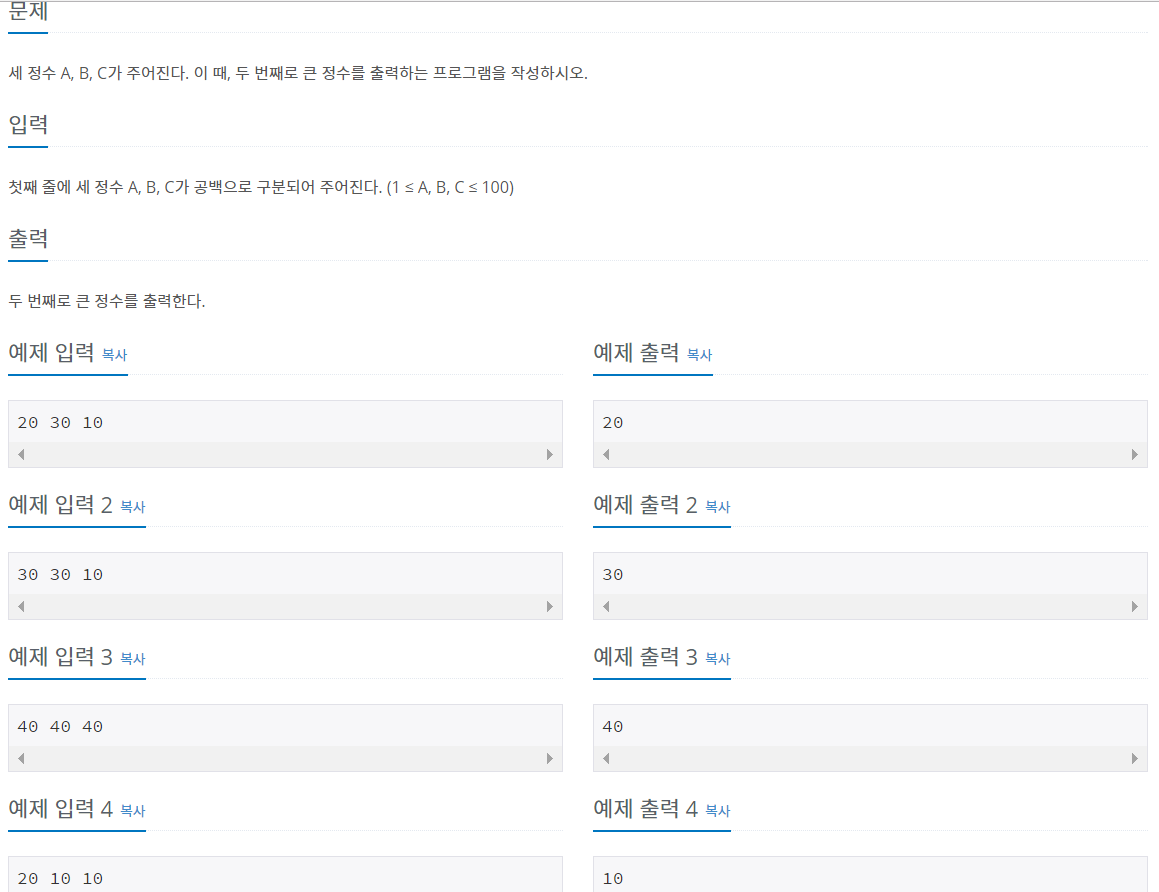 문제
세 정수 A, B, C가 주어진다. 이 때, 두 번째로 큰 정수를 출력하는 프로그램을 작성하시오.
입력
첫째 줄에 세 정수 A, B, C가 공백으로 구분되어 주어진다. (1 ≤ A, B, C ≤ 100)
출력
두 번째로 큰 정수를 출력한다.
예제 입력 복사
20 30 10
예제 출력 복사
20
예제 입력 2 복사
30 30 10
예제 출력 2 복사
30
예제 입력 3 복사
40 40 40
예제 출력 3 복사
40
예제 입력 4 복사
20 10 10
예제 출력 4 복사
10